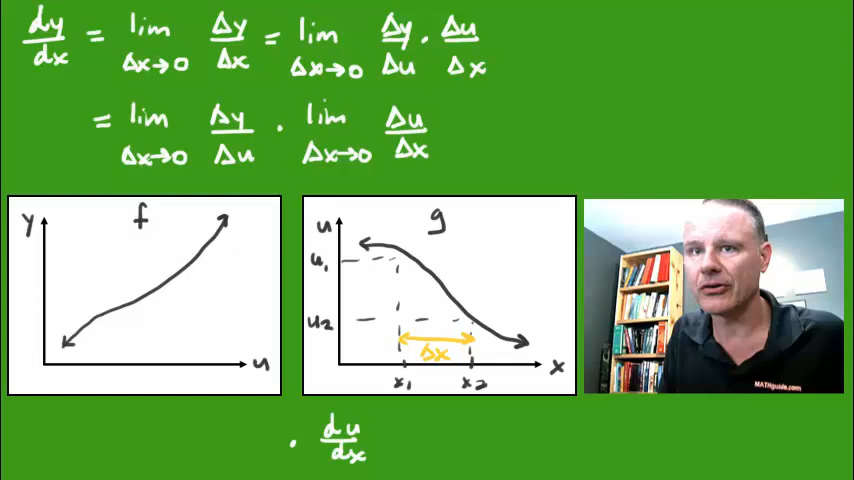 dy/dx = lim Δx→0 Δy/Δx = lim Δx→0 Δy/Δu · Δu/Δx
= lim Δx→0 Δy/Δu · lim Δx→0 Δu/Δx
y f
u
u g
u₁
u₂
Δx
x₁ x₂ x
MATHguide.com
· du/dx